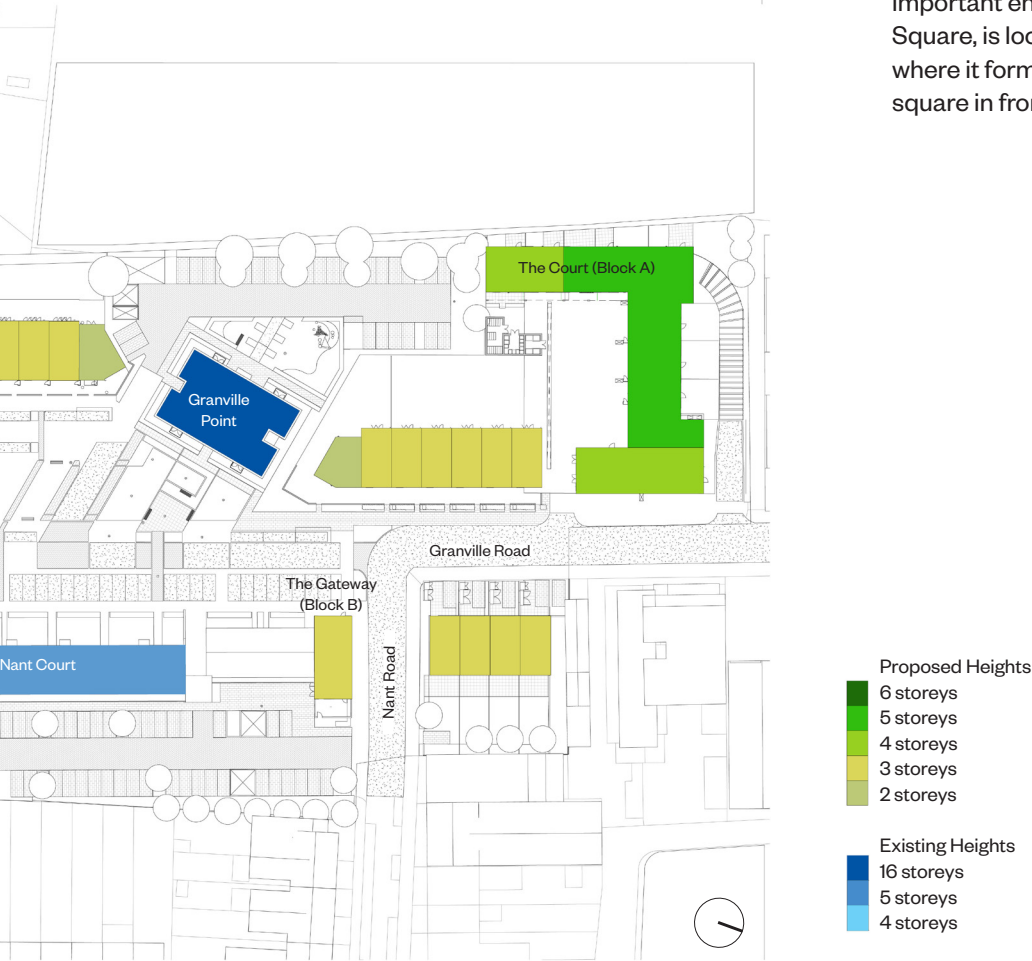 important en
Square, is loc
where it form
square in fron
The Court (Block A)
Granville
Point
Granville Road
The Gateway
(Block B)
Nant Court
Nant Road
Proposed Heights
6 storeys
5 storeys
4 storeys
3 storeys
2 storeys
Existing Heights
16 storeys
5 storeys
4 storeys